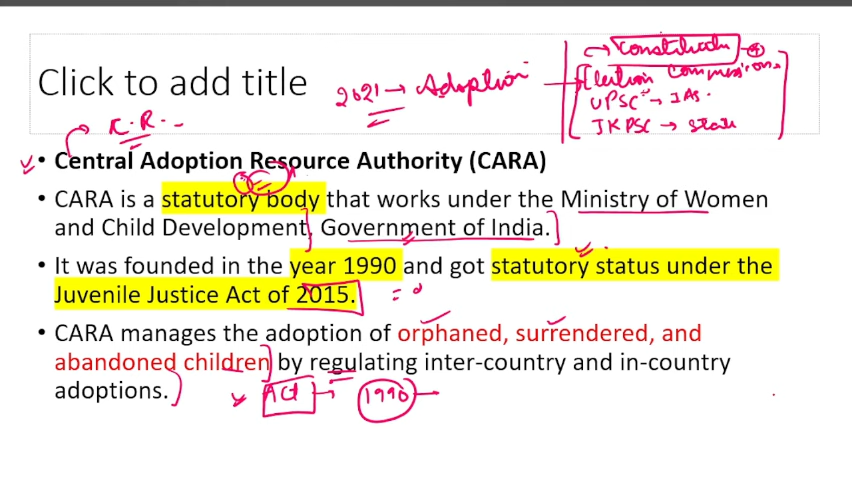 Constitution
Click to add title
2021 → Adoption
Election Commission
UPSC → IAS.
JKPSC → State
K.R.
• Central Adoption Resource Authority (CARA)
• CARA is a statutory body that works under the Ministry of Women
and Child Development, Government of India.
• It was founded in the year 1990 and got statutory status under the
Juvenile Justice Act of 2015.
• CARA manages the adoption of orphaned, surrendered, and
abandoned children by regulating inter-country and in-country
adoptions.
Act
1990